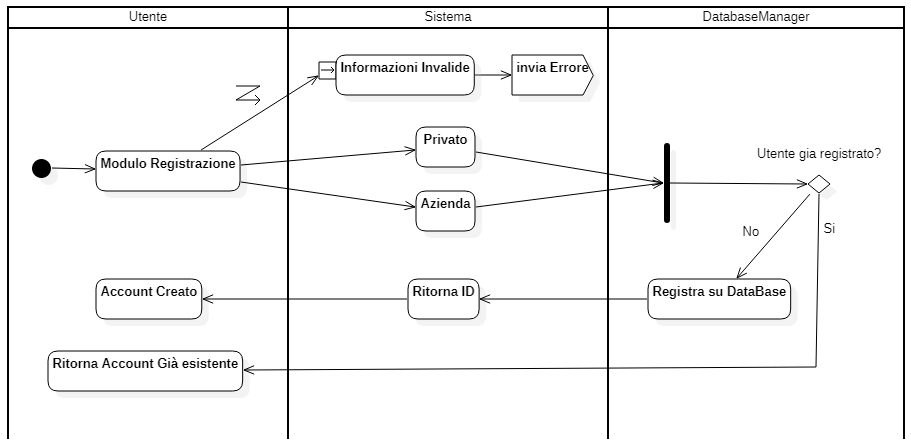 Utente
Sistema
DatabaseManager
Informazioni Invalide
invia Errore
Privato
Modulo Registrazione
Utente gia registrato?
Azienda
No
Si
Account Creato
Ritorna ID
Registra su DataBase
Ritorna Account Già esistente